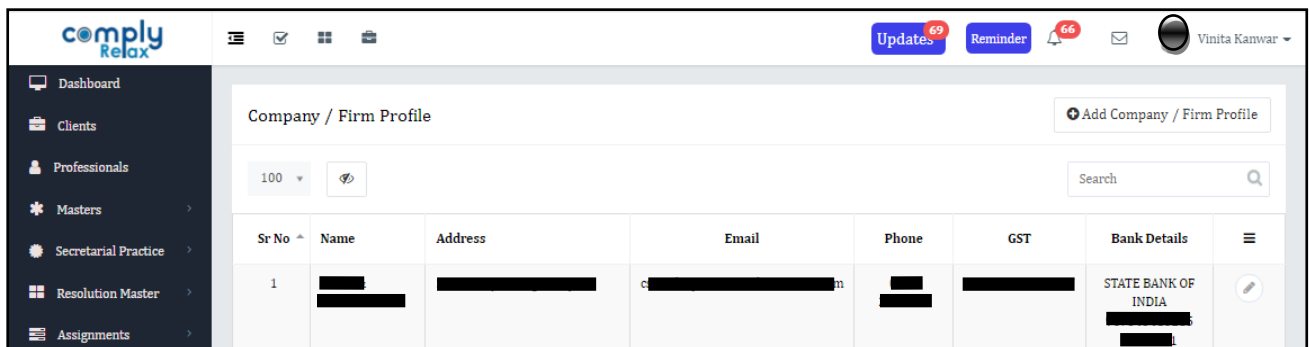 comply
Relax
Updates 69
Reminder
66
Vinita Kanwar
Dashboard
Clients
Professionals
Masters
Secretarial Practice
Resolution Master
Assignments
Company / Firm Profile
Add Company / Firm Profile
100
Search
Sr No Name Address Email Phone GST Bank Details
1
STATE BANK OF
INDIA